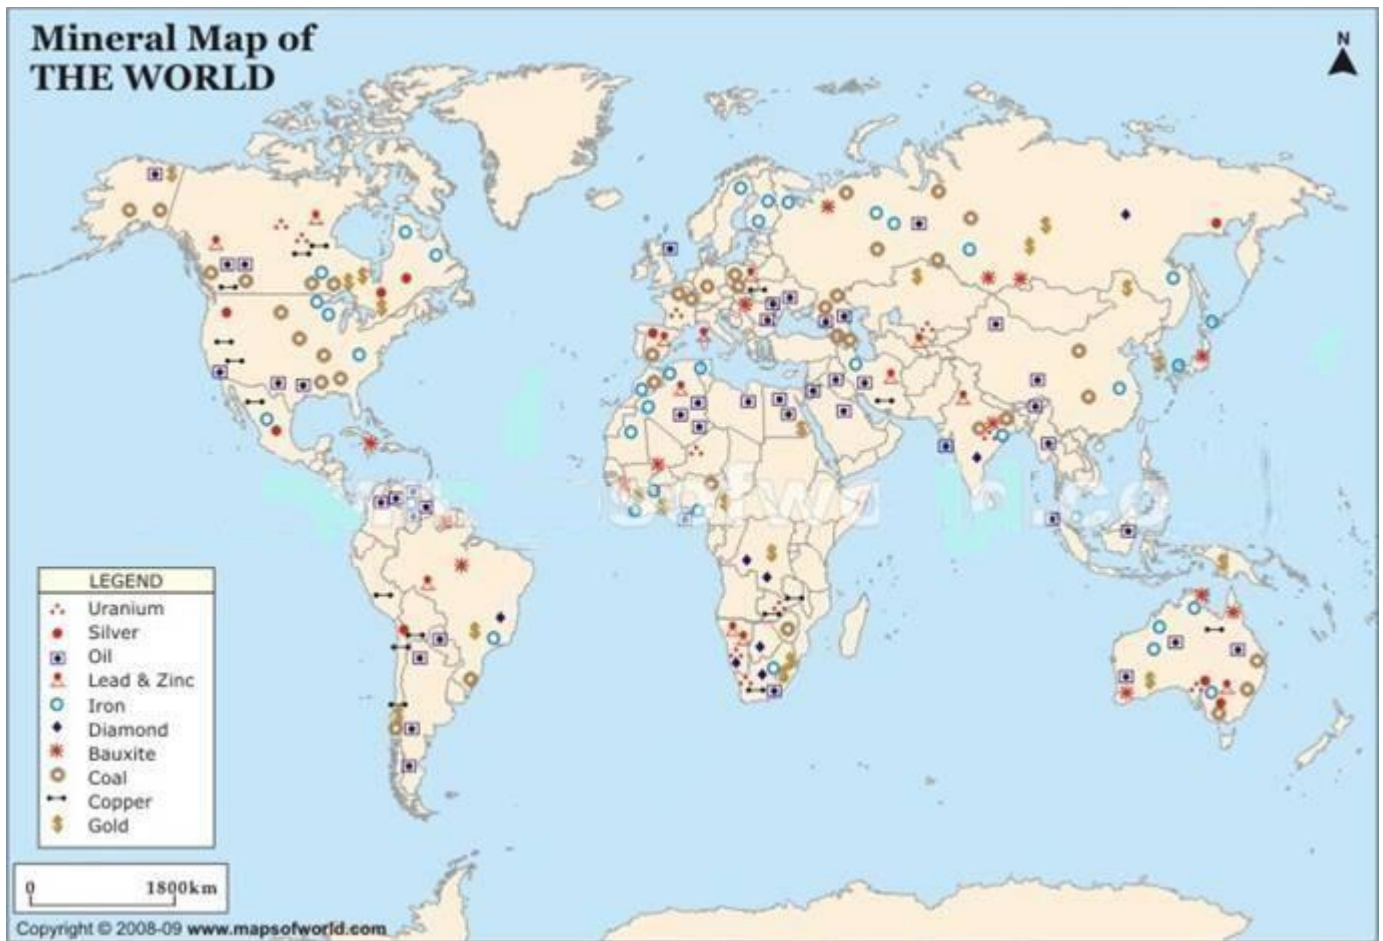 Mineral Map of
THE WORLD
N
LEGEND
Uranium
Silver
Oil
Lead & Zinc
Iron
Diamond
Bauxite
Coal
Copper
Gold
0 1800km
Copyright © 2008-09 www.mapsofworld.com